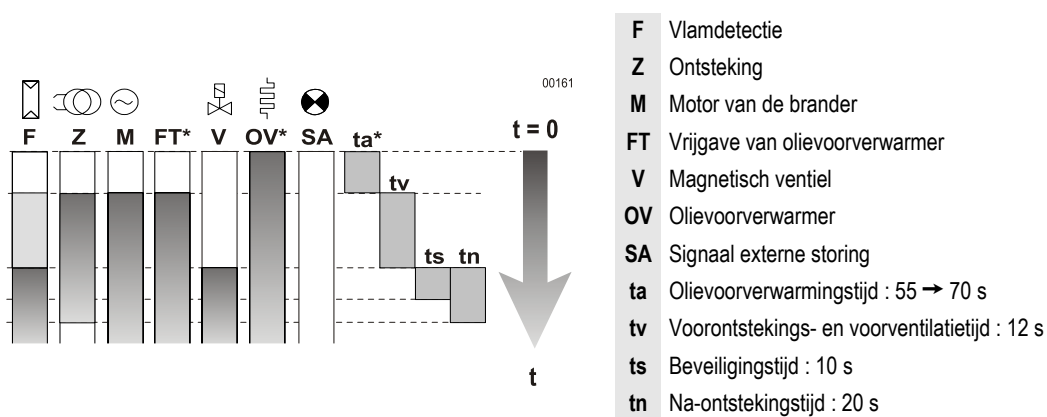 00161
F Z M FT* V OV* SA ta* t = 0
tv
ts tn
t
F Vlamdetectie
Z Ontsteking
M Motor van de brander
FT Vrijgave van olievoorverwarmer
V Magnetisch ventiel
OV Olievoorverwarmer
SA Signaal externe storing
ta Olievoorverwarmingstijd : 55 → 70 s
tv Voorontstekings- en voorventilatietijd : 12 s
ts Beveiligingstijd : 10 s
tn Na-ontstekingstijd : 20 s